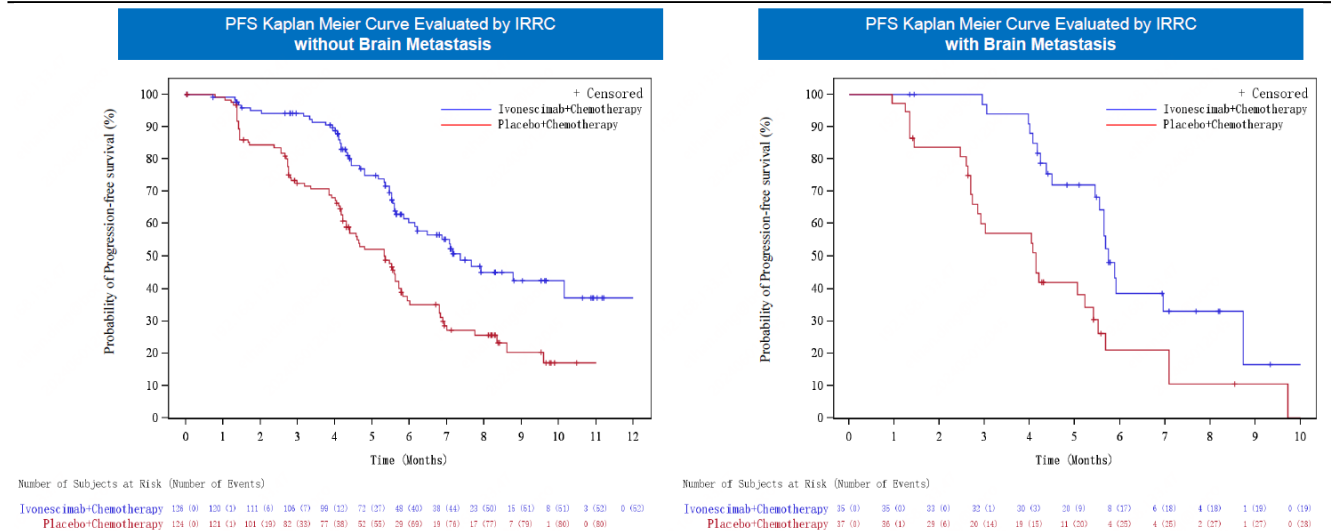 PFS Kaplan Meier Curve Evaluated by IRRC
without Brain Metastasis
+ Censored
Ivonescimab+Chemotherapy
Placebo+Chemotherapy
Probability of Progression-free survival (%)
100
90
80
70
60
50
40
30
20
10
0
0 1 2 3 4 5 6 7 8 9 10 11 12
Time (Months)
Number of Subjects at Risk (Number of Events)
Ivonescimab+Chemotherapy 126 (0) 120 (1) 111 (6) 106 (7) 99 (12) 72 (27) 48 (40) 38 (44) 23 (50) 15 (51) 8 (51) 3 (52) 0 (52)
Placebo+Chemotherapy 124 (0) 121 (1) 101 (19) 82 (33) 77 (38) 52 (55) 29 (69) 19 (76) 17 (77) 7 (79) 1 (80) 0 (80)
PFS Kaplan Meier Curve Evaluated by IRRC
with Brain Metastasis
+ Censored
Ivonescimab+Chemotherapy
Placebo+Chemotherapy
Probability of Progression-free survival (%)
100
90
80
70
60
50
40
30
20
10
0
0 1 2 3 4 5 6 7 8 9 10
Time (Months)
Number of Subjects at Risk (Number of Events)
Ivonescimab+Chemotherapy 35 (0) 35 (0) 33 (0) 32 (1) 30 (3) 20 (9) 8 (17) 6 (18) 4 (18) 1 (19) 0 (19)
Placebo+Chemotherapy 37 (0) 36 (1) 29 (6) 20 (14) 19 (15) 11 (20) 4 (25) 4 (25) 2 (27) 1 (27) 0 (28)